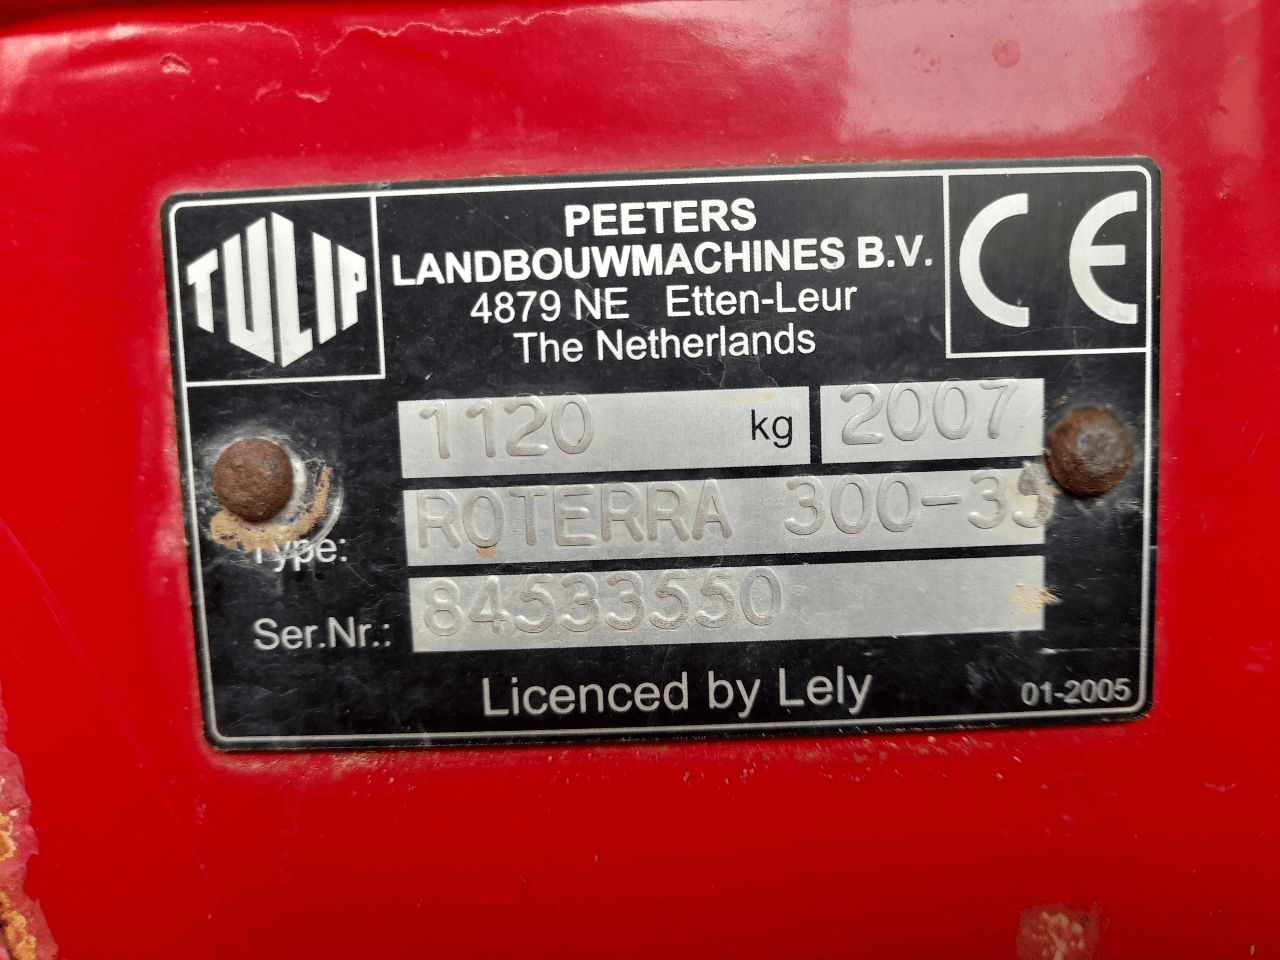 TULIP
PEETERS
LANDBOUWMACHINES B.V.
4879 NE Etten-Leur
The Netherlands
CE
1120 kg 2007
Type: ROTERRA 300-35
Ser.Nr.: 84533550
Licenced by Lely
01-2005